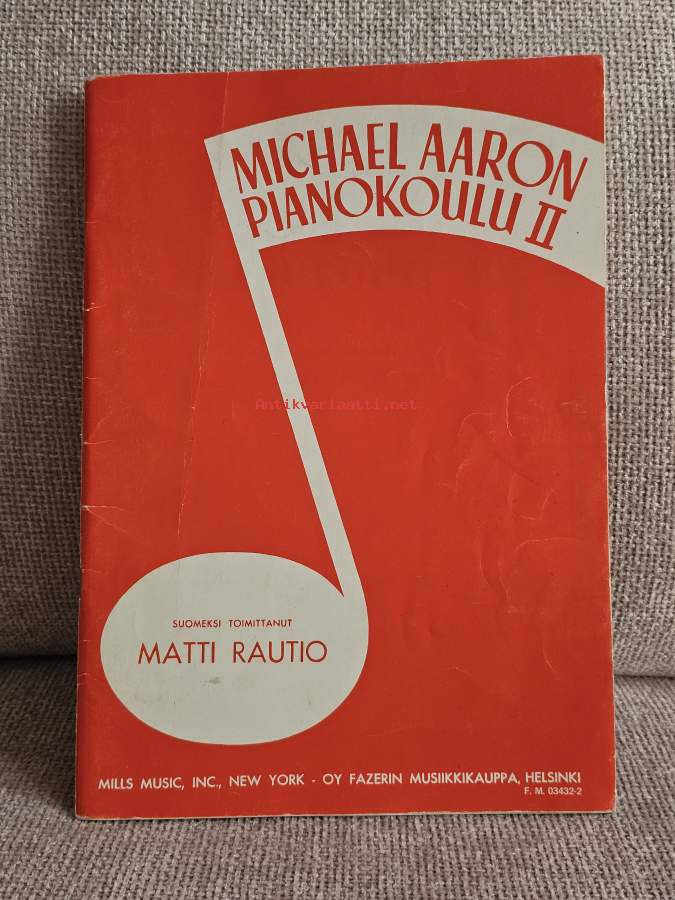 MICHAEL AARON
PIANOKOULU II
Antikvariaatti.net
SUOMEKSI TOIMITTANUT
MATTI RAUTIO
MILLS MUSIC, INC., NEW YORK - OY FAZERIN MUSIIKKIKAUPPA, HELSINKI
F. M. 03432-2